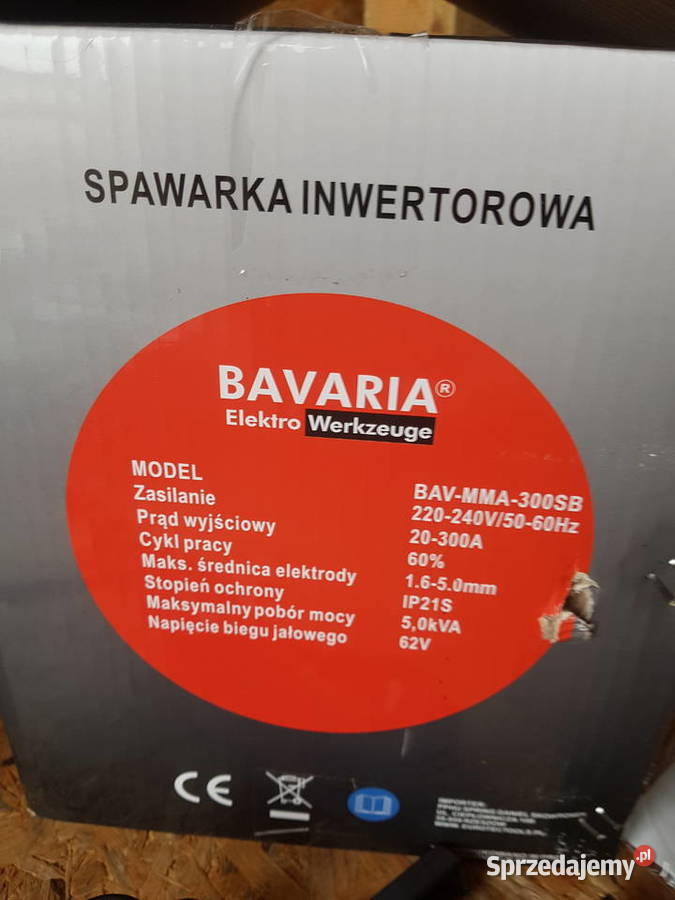 SPAWARKA INWERTOROWA
BAVARIA®
Elektro Werkzeuge
MODEL BAV-MMA-300SB
Zasilanie 220-240V/50-60Hz
Prąd wyjściowy 20-300A
Cykl pracy 60%
Maks. średnica elektrody 1.6-5.0mm
Stopień ochrony IP21S
Maksymalny pobór mocy 5,0kVA
Napięcie biegu jałowego 62V
CE
IMPORTER:
Sprzedajemy.pl